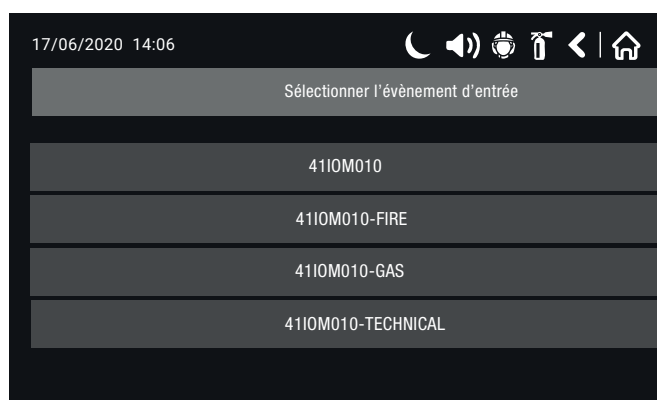 17/06/2020 14:06
Sélectionner l'évènement d'entrée
41IOM010
41IOM010-FIRE
41IOM010-GAS
41IOM010-TECHNICAL